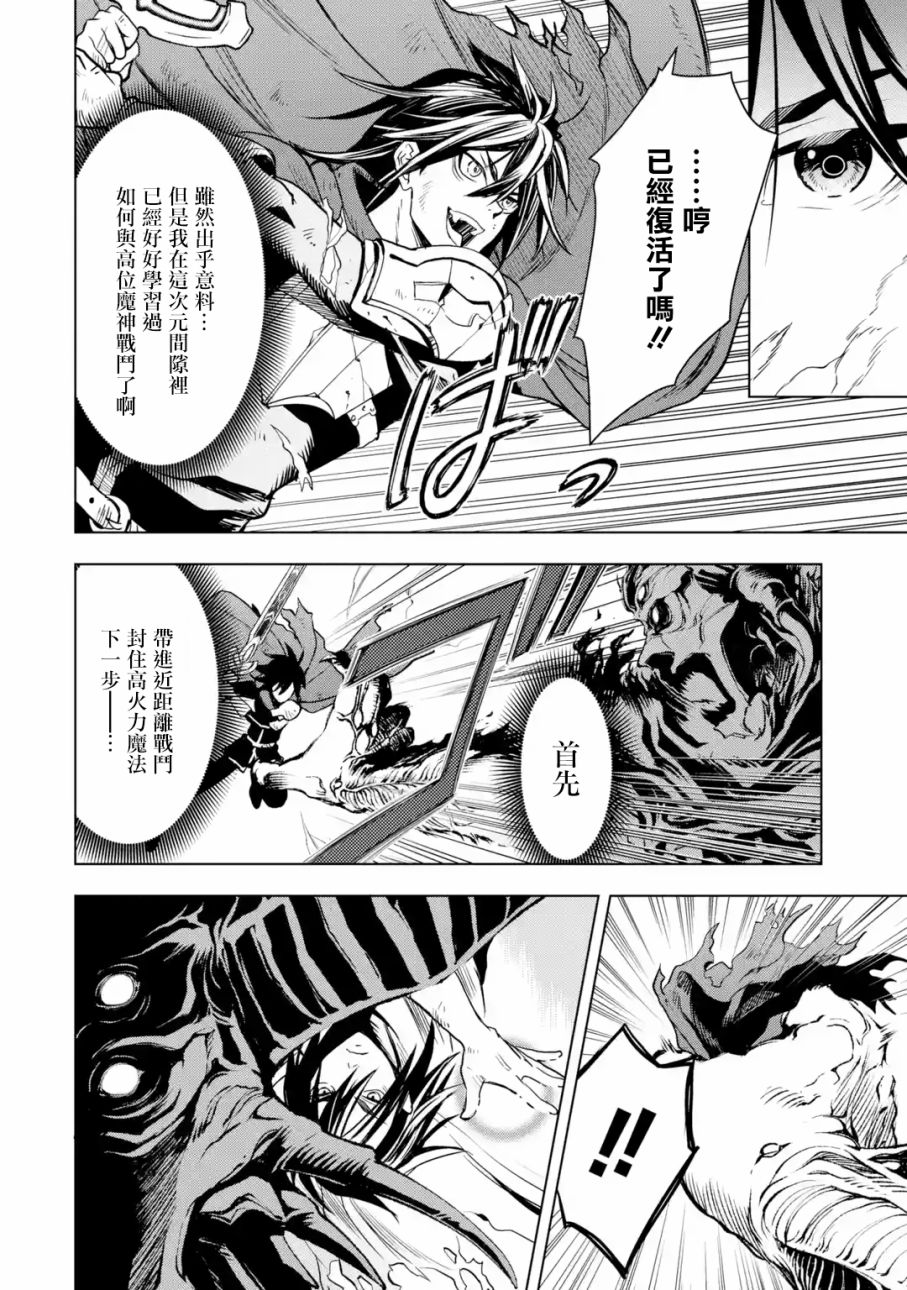 ……哼
已經復活了嗎!!
ばっ
雖然出乎意料…
但是我在這次元間隙裡
已經好好學習過
如何與高位魔神戰鬥了啊
首先
帶進近距離戰鬥
封住高火力魔法
下一步——…
!!